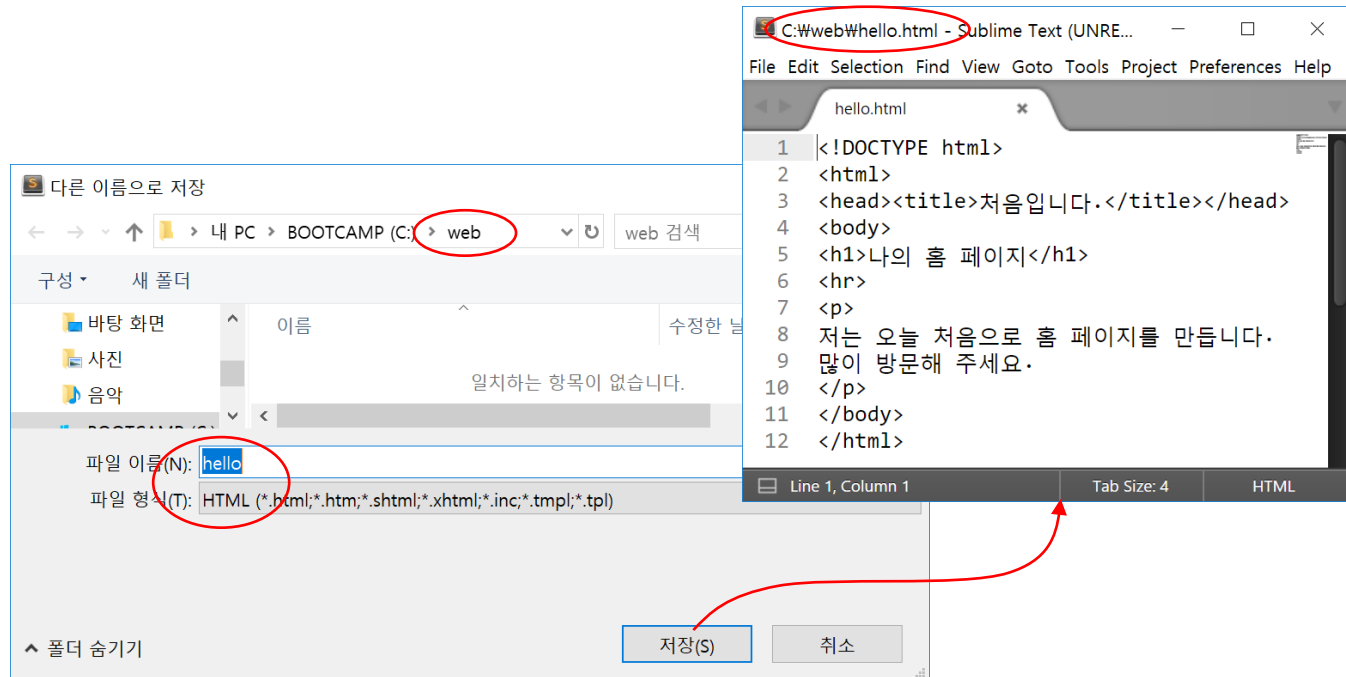 다른 이름으로 저장
내 PC > BOOTCAMP (C:) > web
web 검색
구성
새 폴더
바탕 화면
사진
음악
이름
수정한 날
일치하는 항목이 없습니다.
파일 이름(N): hello
파일 형식(T): HTML (*.html;*.htm;*.shtml;*.xhtml;*.inc;*.tmpl;*.tpl)
폴더 숨기기
저장(S)
취소
C:₩web₩hello.html - Sublime Text (UNRE...
File Edit Selection Find View Goto Tools Project Preferences Help
hello.html
1 <!DOCTYPE html>
2 <html>
3 <head><title>처음입니다.</title></head>
4 <body>
5 <h1>나의 홈 페이지</h1>
6 <hr>
7 <p>
8 저는 오늘 처음으로 홈 페이지를 만듭니다.
9 많이 방문해 주세요.
10 </p>
11 </body>
12 </html>
Line 1, Column 1
Tab Size: 4
HTML